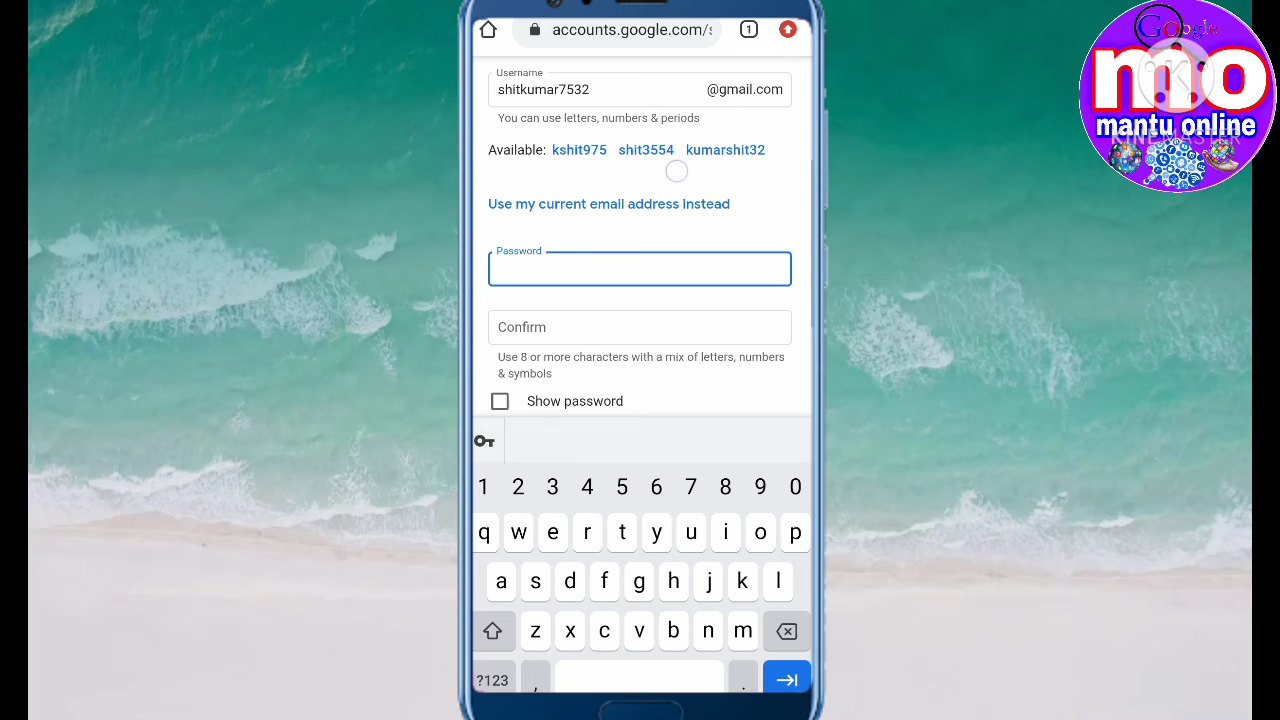 accounts.google.com/s
1
Username
shitkumar7532
@gmail.com
You can use letters, numbers & periods
Available: kshit975 shit3554 kumarshit32
Use my current email address instead
Password
Confirm
Use 8 or more characters with a mix of letters, numbers
& symbols
Show password
1 2 3 4 5 6 7 8 9 0
q w e r t y u i o p
a s d f g h j k l
z x c v b n m
?123 , .
Google
mo
K
mantu online
KINEMASTER